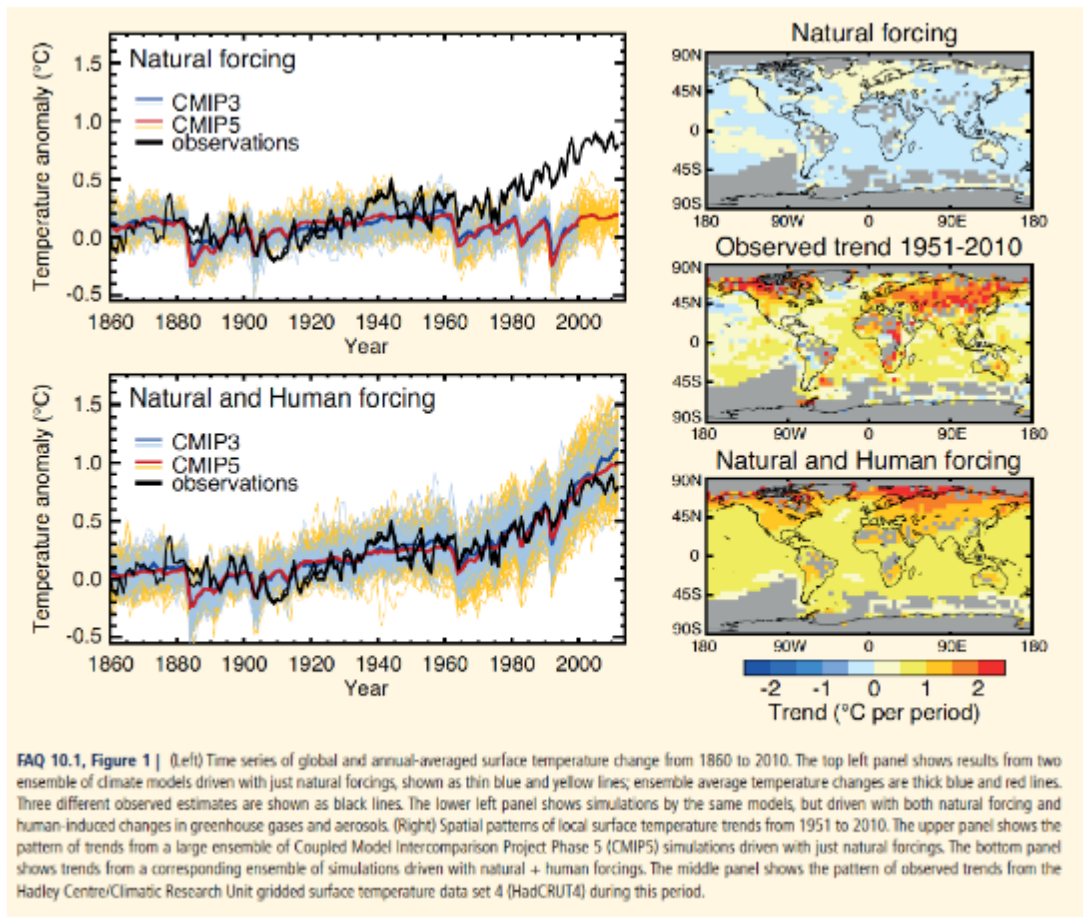 Natural forcing
CMIP3
CMIP5
observations
Temperature anomaly (°C)
1.5
1.0
0.5
0.0
-0.5
1860 1880 1900 1920 1940 1960 1980 2000
Year
Natural and Human forcing
CMIP3
CMIP5
observations
Temperature anomaly (°C)
1.5
1.0
0.5
0.0
-0.5
1860 1880 1900 1920 1940 1960 1980 2000
Year
Natural forcing
90N
45N
0
45S
90S
180 90W 0 90E 180
Observed trend 1951-2010
90N
45N
0
45S
90S
180 90W 0 90E 180
Natural and Human forcing
90N
45N
0
45S
90S
180 90W 0 90E 180
-2 -1 0 1 2
Trend (°C per period)
FAQ 10.1, Figure 1 | (Left) Time series of global and annual-averaged surface temperature change from 1860 to 2010. The top left panel shows results from two
ensemble of climate models driven with just natural forcings, shown as thin blue and yellow lines; ensemble average temperature changes are thick blue and red lines.
Three different observed estimates are shown as black lines. The lower left panel shows simulations by the same models, but driven with both natural forcing and
human-induced changes in greenhouse gases and aerosols. (Right) Spatial patterns of local surface temperature trends from 1951 to 2010. The upper panel shows the
pattern of trends from a large ensemble of Coupled Model Intercomparison Project Phase 5 (CMIP5) simulations driven with just natural forcings. The bottom panel
shows trends from a corresponding ensemble of simulations driven with natural + human forcings. The middle panel shows the pattern of observed trends from the
Hadley Centre/Climatic Research Unit gridded surface temperature data set 4 (HadCRUT4) during this period.